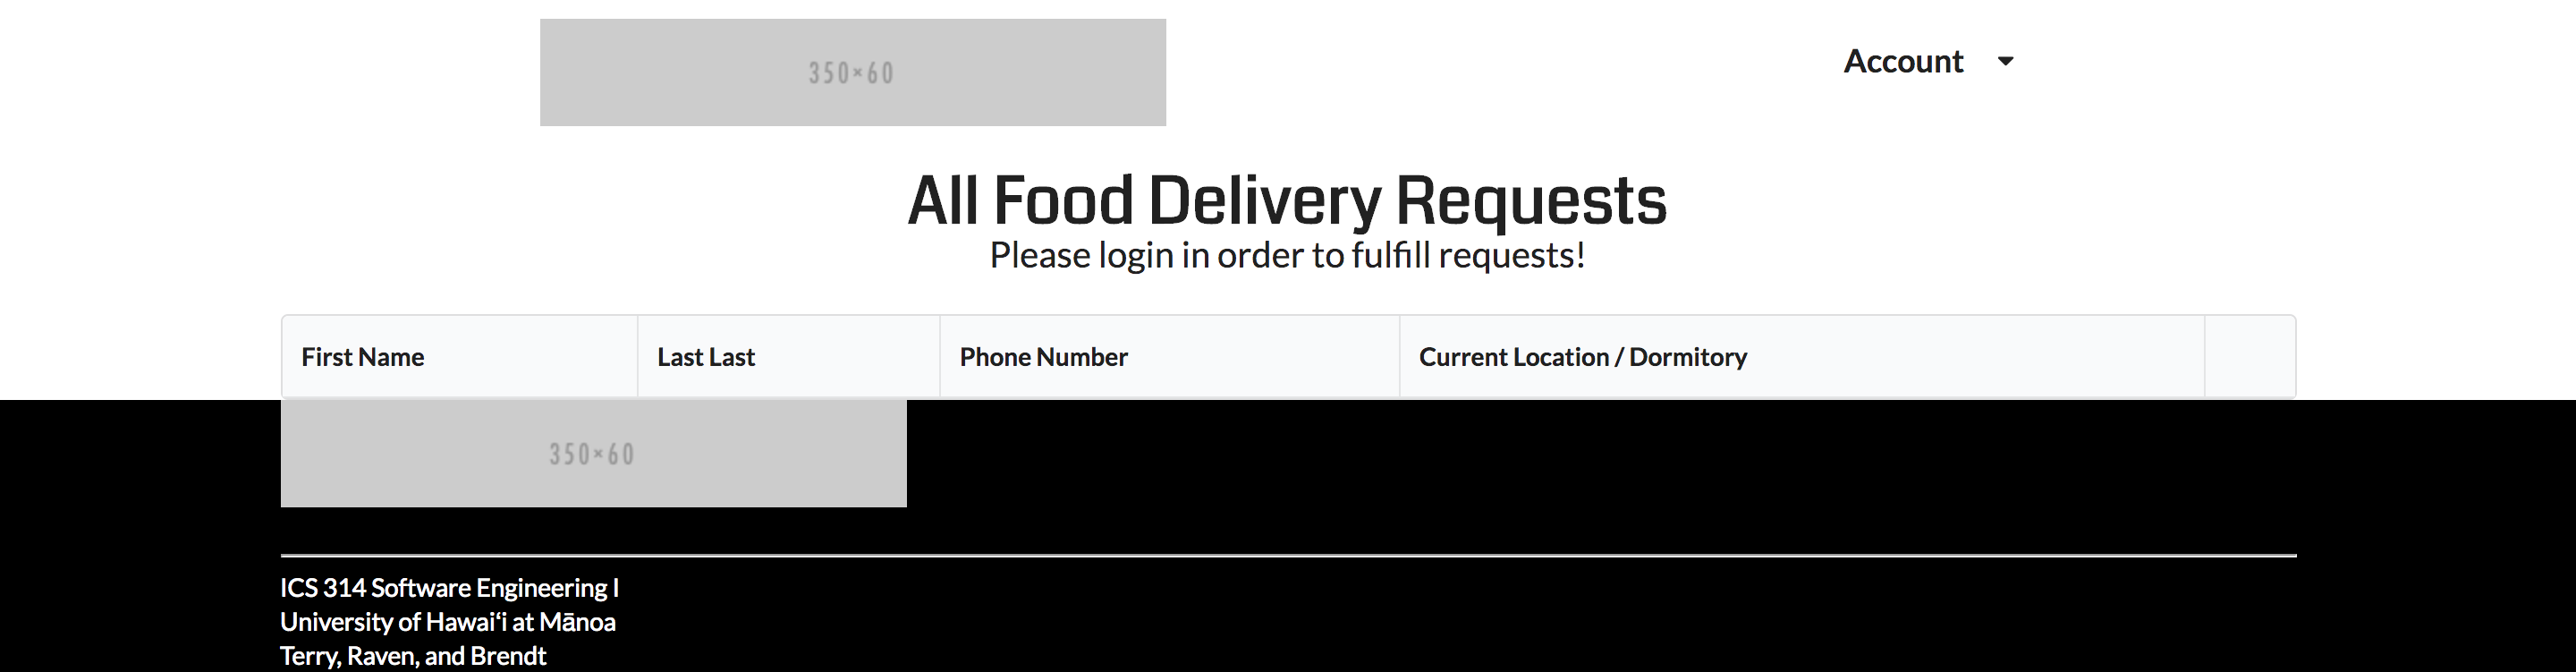 350×60
Account
All Food Delivery Requests
Please login in order to fulfill requests!
First Name
Last Last
Phone Number
Current Location / Dormitory
350×60
ICS 314 Software Engineering I
University of Hawaiʻi at Mānoa
Terry, Raven, and Brendt